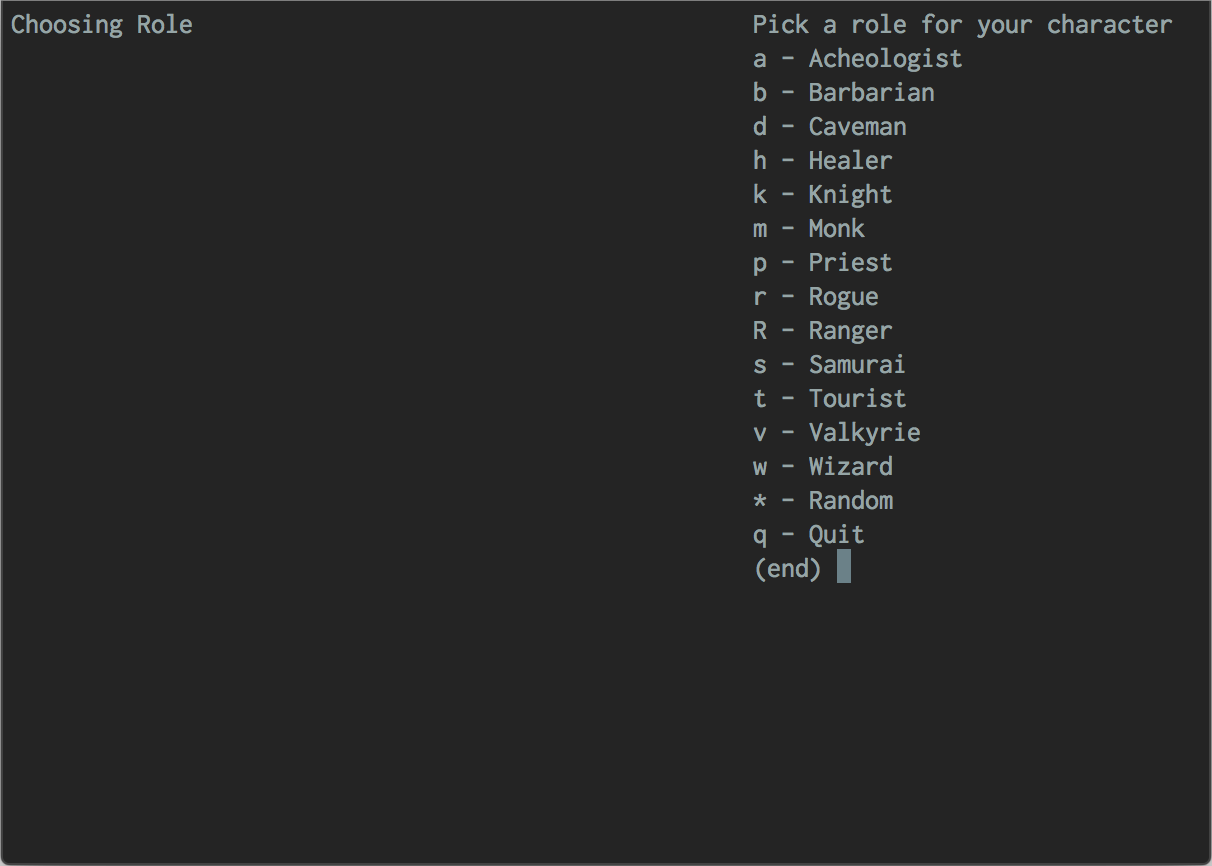 Choosing Role
Pick a role for your character
a - Acheologist
b - Barbarian
d - Caveman
h - Healer
k - Knight
m - Monk
p - Priest
r - Rogue
R - Ranger
s - Samurai
t - Tourist
v - Valkyrie
w - Wizard
* - Random
q - Quit
(end)